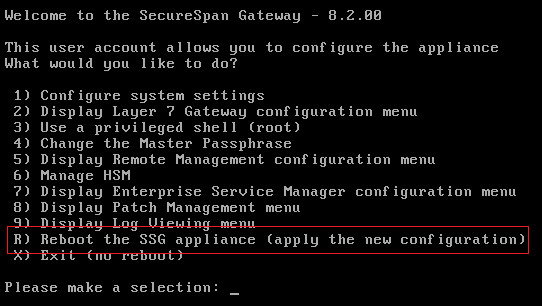 Welcome to the SecureSpan Gateway - 8.2.00
This user account allows you to configure the appliance
What would you like to do?
1) Configure system settings
2) Display Layer 7 Gateway configuration menu
3) Use a privileged shell (root)
4) Change the Master Passphrase
5) Display Remote Management configuration menu
6) Manage HSM
7) Display Enterprise Service Manager configuration menu
8) Display Patch Management menu
9) Display Log Viewing menu
R) Reboot the SSG appliance (apply the new configuration)
X) Exit (no reboot)
Please make a selection: _